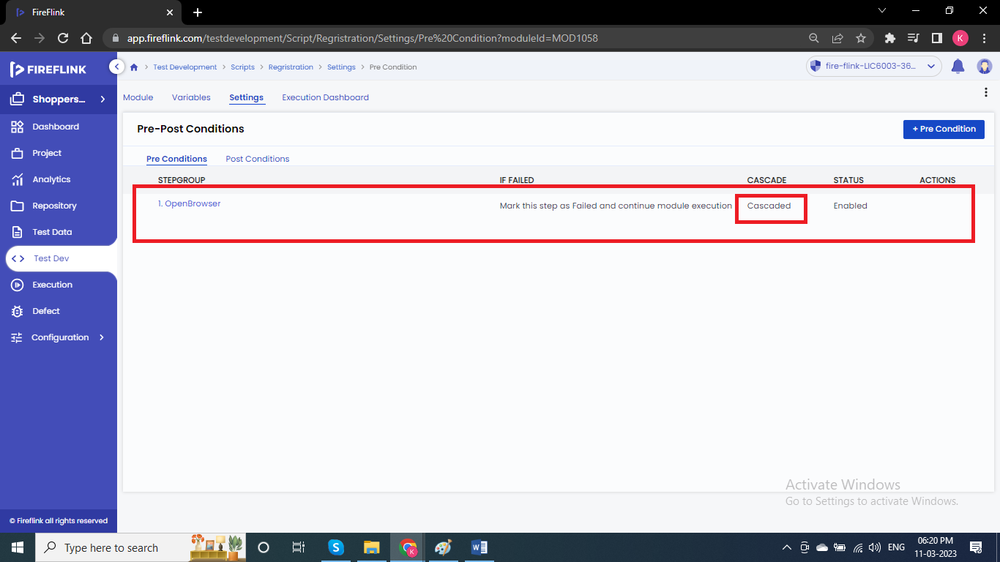 FireFlink
app.fireflink.com/testdevelopment/Script/Regristration/Settings/Pre%20Condition?moduleId=MOD1058
K
FIREFLINK
Test Development > Scripts > Regristration > Settings > Pre Condition
fire-flink-LIC6003-36...
Shoppers...
Module Variables Settings Execution Dashboard
Dashboard
Project
Analytics
Repository
Test Data
Test Dev
Execution
Defect
Configuration
Pre-Post Conditions
+ Pre Condition
Pre Conditions Post Conditions
STEPGROUP IF FAILED CASCADE STATUS ACTIONS
1. OpenBrowser Mark this step as Failed and continue module execution Cascaded Enabled
Activate Windows
Go to Settings to activate Windows.
© Fireflink all rights reserved
Type here to search
S
K
W
ENG
06:20 PM
11-03-2023